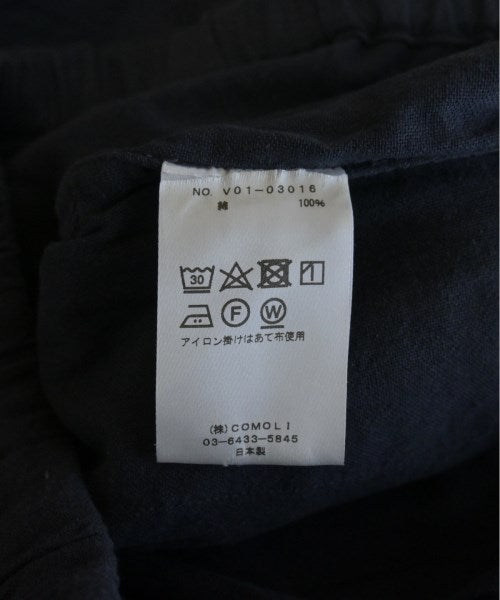 NO. V01-03016
綿 100%
30
F W
アイロン掛けはあて布使用
(株)COMOLI
03-6433-5845
日本製